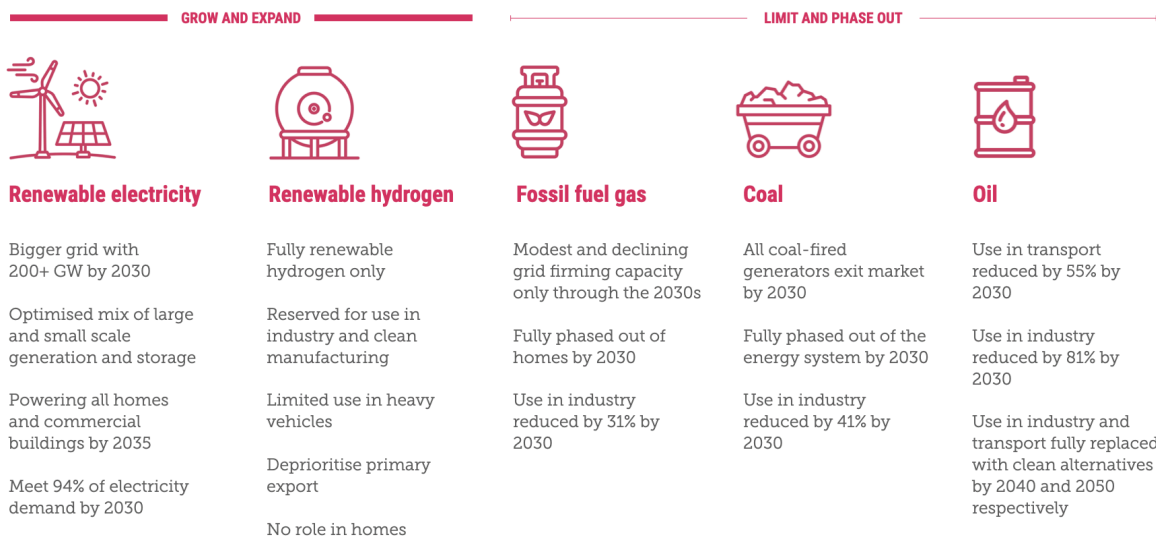 GROW AND EXPAND
LIMIT AND PHASE OUT
Renewable electricity
Bigger grid with
200+ GW by 2030
Optimised mix of large
and small scale
generation and storage
Powering all homes
and commercial
buildings by 2035
Meet 94% of electricity
demand by 2030
Renewable hydrogen
Fully renewable
hydrogen only
Reserved for use in
industry and clean
manufacturing
Limited use in heavy
vehicles
Deprioritise primary
export
No role in homes
Fossil fuel gas
Modest and declining
grid firming capacity
only through the 2030s
Fully phased out of
homes by 2030
Use in industry
reduced by 31% by
2030
Coal
All coal-fired
generators exit market
by 2030
Fully phased out of the
energy system by 2030
Use in industry
reduced by 41% by
2030
Oil
Use in transport
reduced by 55% by
2030
Use in industry
reduced by 81% by
2030
Use in industry and
transport fully replaced
with clean alternatives
by 2040 and 2050
respectively